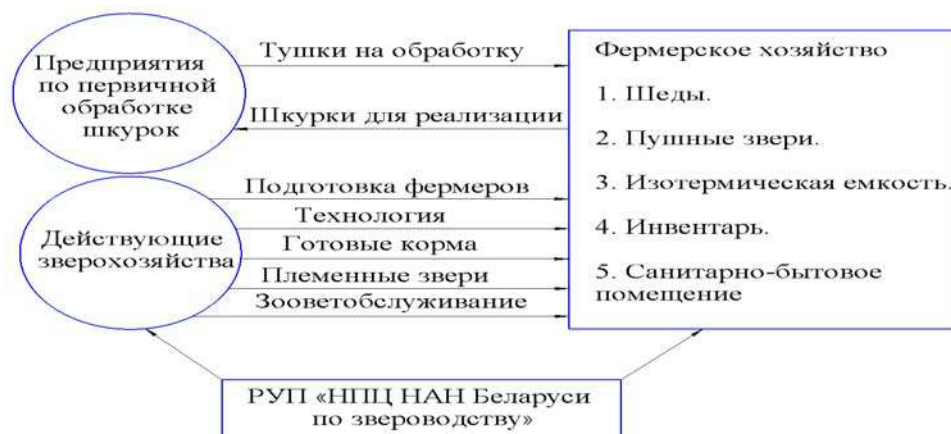 Предприятия
по первичной
обработке
шкурок
Тушки на обработку
Шкурки для реализации
Действующие
зверохозяйства
Подготовка фермеров
Технология
Готовые корма
Племенные звери
Зооветобслуживание
Фермерское хозяйство
1. Шеды.
2. Пушные звери.
3. Изотермическая емкость.
4. Инвентарь.
5. Санитарно-бытовое
помещение
РУП «НПЦ НАН Беларуси
по звероводству»